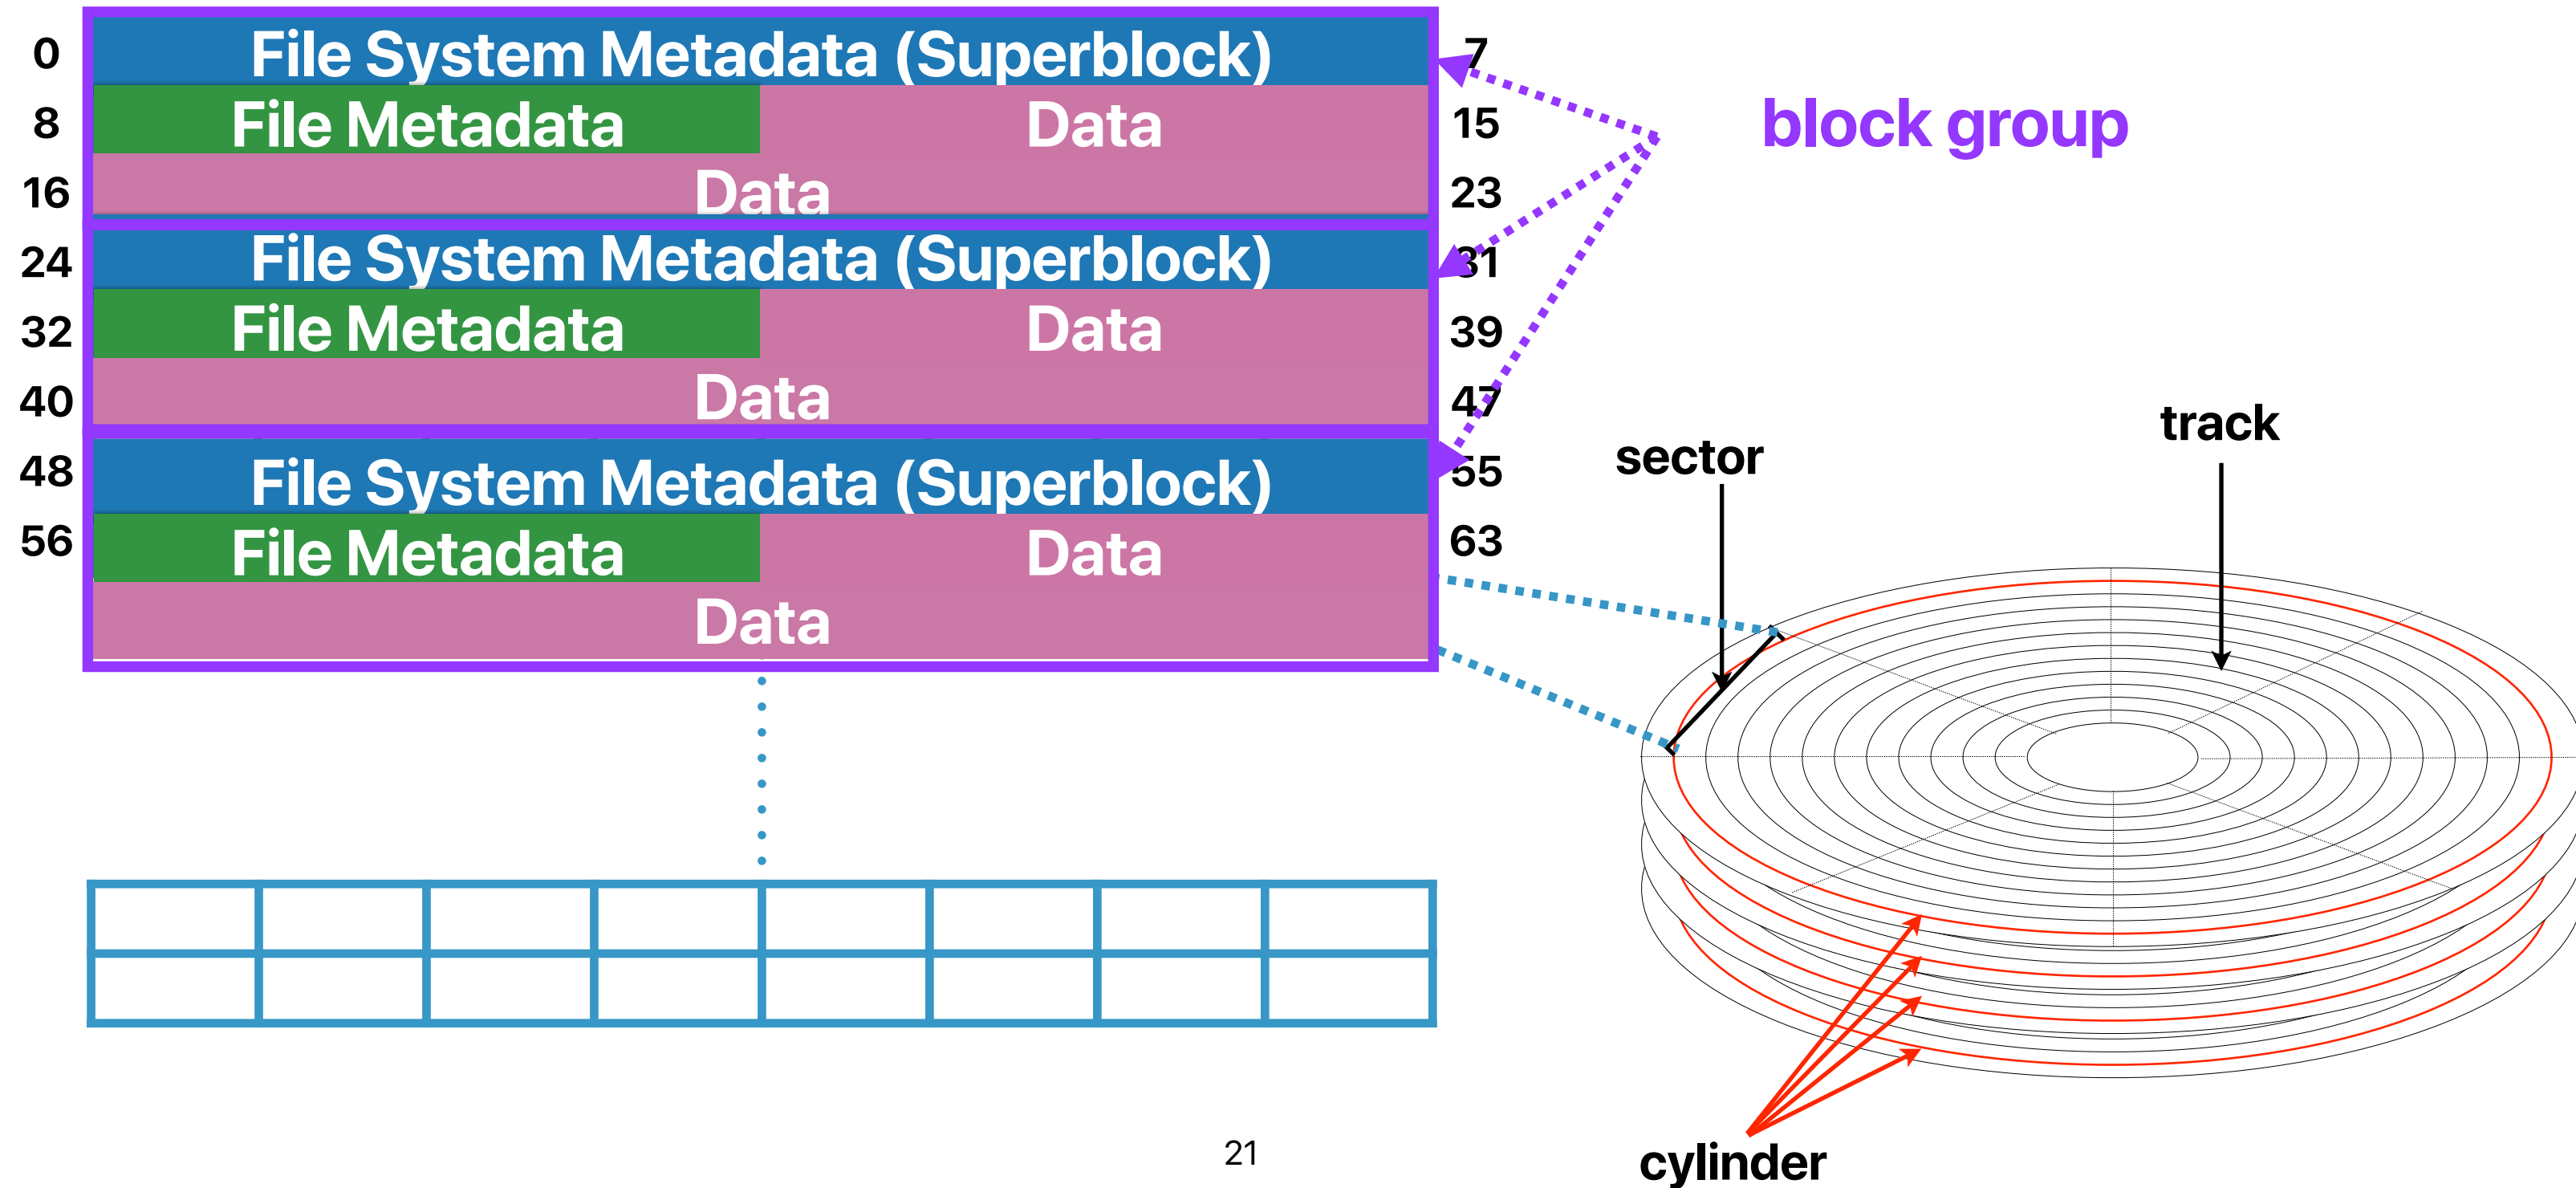 0 File System Metadata (Superblock) 7
8 File Metadata Data 15
block group
16 Data 23
24 File System Metadata (Superblock) 31
32 File Metadata Data 39
40 Data 47
track
sector
48 File System Metadata (Superblock) 55
56 File Metadata Data 63
Data
21
cylinder